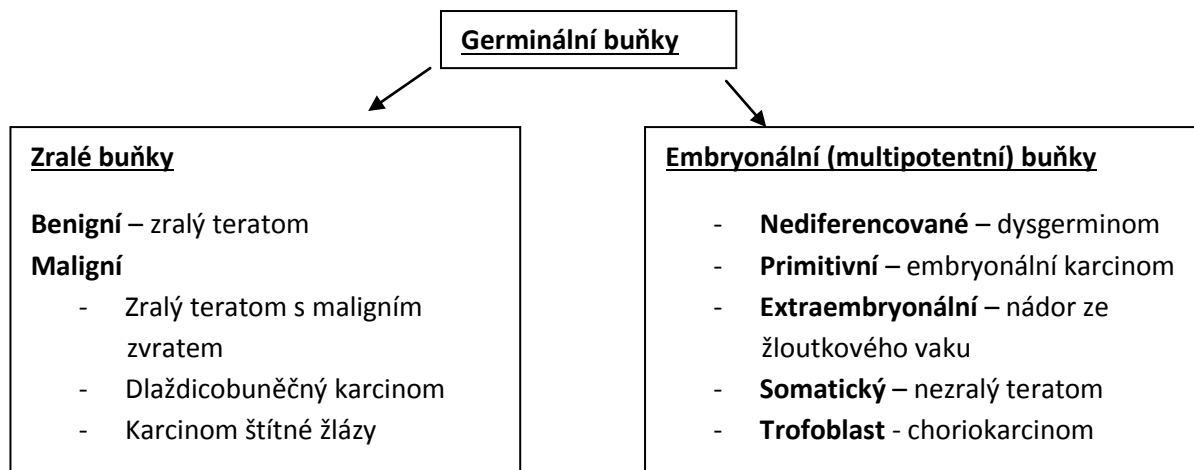 Germinální buňky
Zralé buňky
Benigní – zralý teratom
Maligní
- Zralý teratom s maligním
zvratem
- Dlaždicobuněčný karcinom
- Karcinom štítné žlázy
Embryonální (multipotentní) buňky
- Nediferencované – dysgerminom
- Primitivní – embryonální karcinom
- Extraembryonální – nádor ze
žloutkového vaku
- Somatický – nezralý teratom
- Trofoblast - choriokarcinom